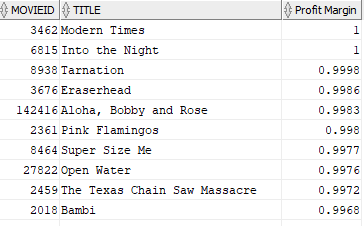 MOVIEID TITLE Profit Margin
3462 Modern Times 1
6815 Into the Night 1
8938 Tarnation 0.9998
3676 Eraserhead 0.9986
142416 Aloha, Bobby and Rose 0.9983
2361 Pink Flamingos 0.998
8464 Super Size Me 0.9977
27822 Open Water 0.9976
2459 The Texas Chain Saw Massacre 0.9972
2018 Bambi 0.9968